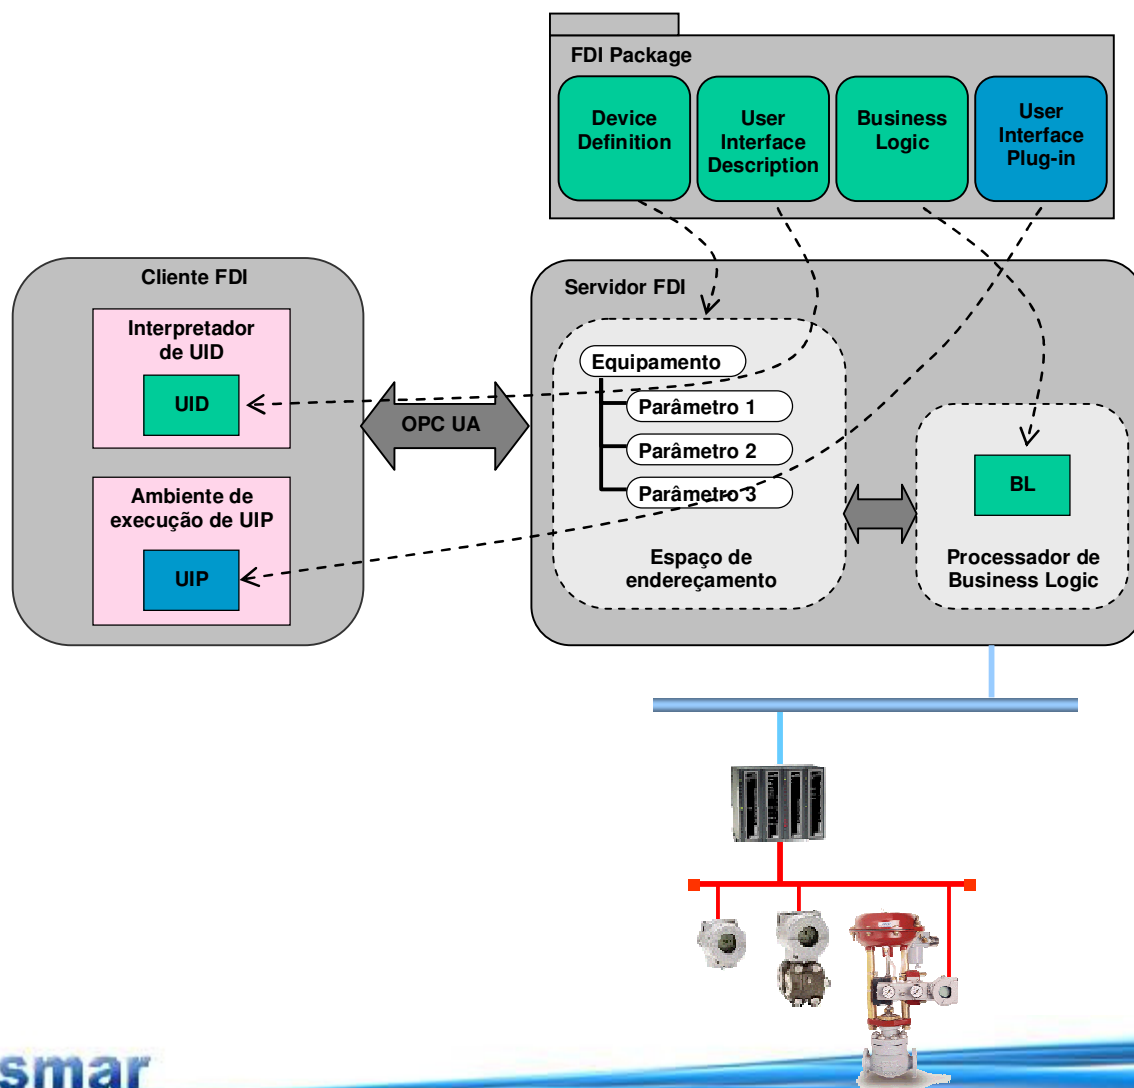 FDI Package
Device
Definition
User
Interface
Description
Business
Logic
User
Interface
Plug-in
Cliente FDI
Interpretador
de UID
UID
Ambiente de
execução de UIP
UIP
OPC UA
Servidor FDI
Equipamento
Parâmetro 1
Parâmetro 2
Parâmetro 3
Espaço de
endereçamento
BL
Processador de
Business Logic
smar